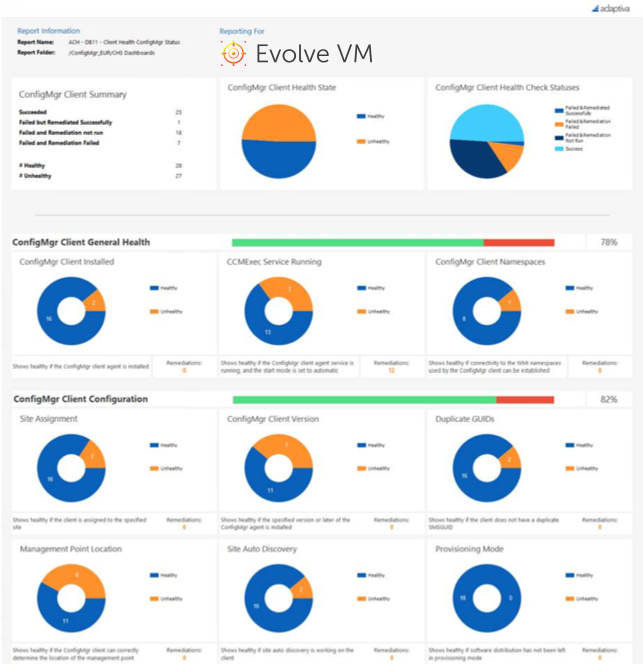 adaptiva
Report Information
Report Name: ACH - DB11 - Client Health ConfigMgr Status
Report Folder: /ConfigMgr_EUR/CHS Dashboards
Reporting For
Evolve VM
ConfigMgr Client Summary
Succeeded 25
Failed but Remediated Successfully 1
Failed and Remediation not run 18
Failed and Remediation Failed 7
# Healthy 28
# Unhealthy 27
ConfigMgr Client Health State
Healthy
Unhealthy
ConfigMgr Client Health Check Statuses
Failed & Remediated
Successfully
Failed & Remediation
Failed
Failed & Remediation
Not Run
Success
ConfigMgr Client General Health 78%
ConfigMgr Client Installed
16
2
Healthy
Unhealthy
Shows healthy if the ConfigMgr client agent is installed
Remediations:
0
CCMExec Service Running
13
Healthy
Unhealthy
Shows healthy if the ConfigMgr client agent service is
running, and the start mode is set to automatic
Remediations:
12
ConfigMgr Client Namespaces
Healthy
Unhealthy
Shows healthy if connectivity to the WMI namespaces
used by the ConfigMgr client can be established
Remediations:
0
ConfigMgr Client Configuration 82%
Site Assignment
16
Healthy
Unhealthy
Shows healthy if the client is assigned to the specified
site
Remediations:
0
ConfigMgr Client Version
11
7
Healthy
Unhealthy
Shows healthy if the specified version or later of the
ConfigMgr agent is installed
Remediations:
0
Duplicate GUIDs
16
2
Healthy
Unhealthy
Shows healthy if the client does not have a duplicate
SMSGUID
Remediations:
0
Management Point Location
11
Healthy
Unhealthy
Shows healthy if the ConfigMgr client can correctly
determine the location of the management point
Remediations:
0
Site Auto Discovery
16
2
Healthy
Unhealthy
Shows healthy if site auto discovery is working on the
client
Remediations:
0
Provisioning Mode
18
0
Healthy
Unhealthy
Shows healthy if software distribution has not been left
in provisioning mode
Remediations:
0